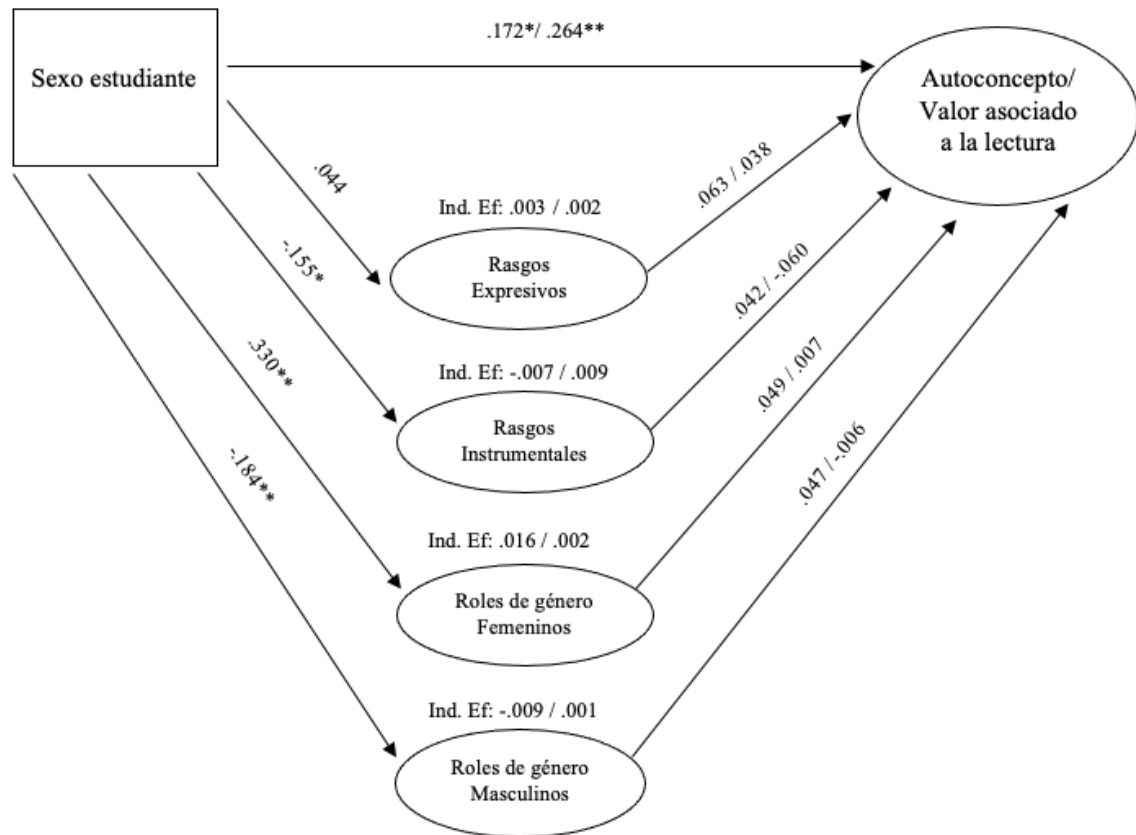 .172*/ .264**
Sexo estudiante
Autoconcepto/
Valor asociado
a la lectura
.044
.063 / .038
Ind. Ef: .003 / .002
Rasgos
Expresivos
-.155*
.042 / -.060
Ind. Ef: -.007 / .009
Rasgos
Instrumentales
.330**
.049 / .007
Ind. Ef: .016 / .002
Roles de género
Femeninos
-.184**
.047 / -.006
Ind. Ef: -.009 / .001
Roles de género
Masculinos